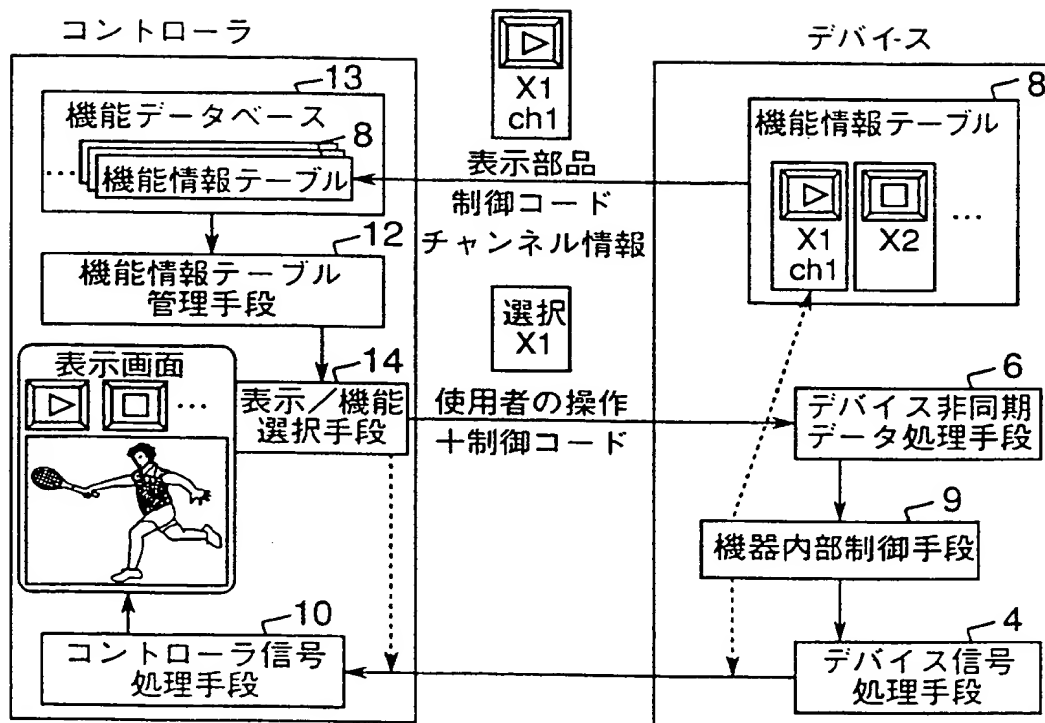 コントローラ
13
機能データベース
8
…
機能情報テーブル
12
機能情報テーブル
管理手段
表示画面
…
14
表示／機能
選択手段
10
コントローラ信号
処理手段
X1
ch1
表示部品
制御コード
チャンネル情報
選択
X1
使用者の操作
＋制御コード
デバイス
8
機能情報テーブル
X1
ch1
X2
…
6
デバイス非同期
データ処理手段
9
機器内部制御手段
4
デバイス信号
処理手段